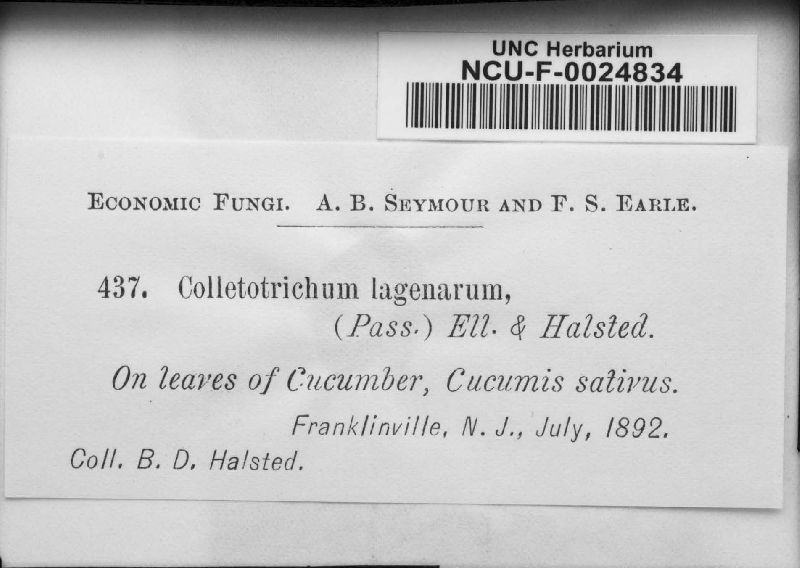 UNC Herbarium
NCU-F-0024834
Economic Fungi. A. B. Seymour and F. S. Earle.
437. Colletotrichum lagenarum,
(Pass.) Ell. & Halsted.
On leaves of Cucumber, Cucumis sativus.
Franklinville, N. J., July, 1892.
Coll. B. D. Halsted.